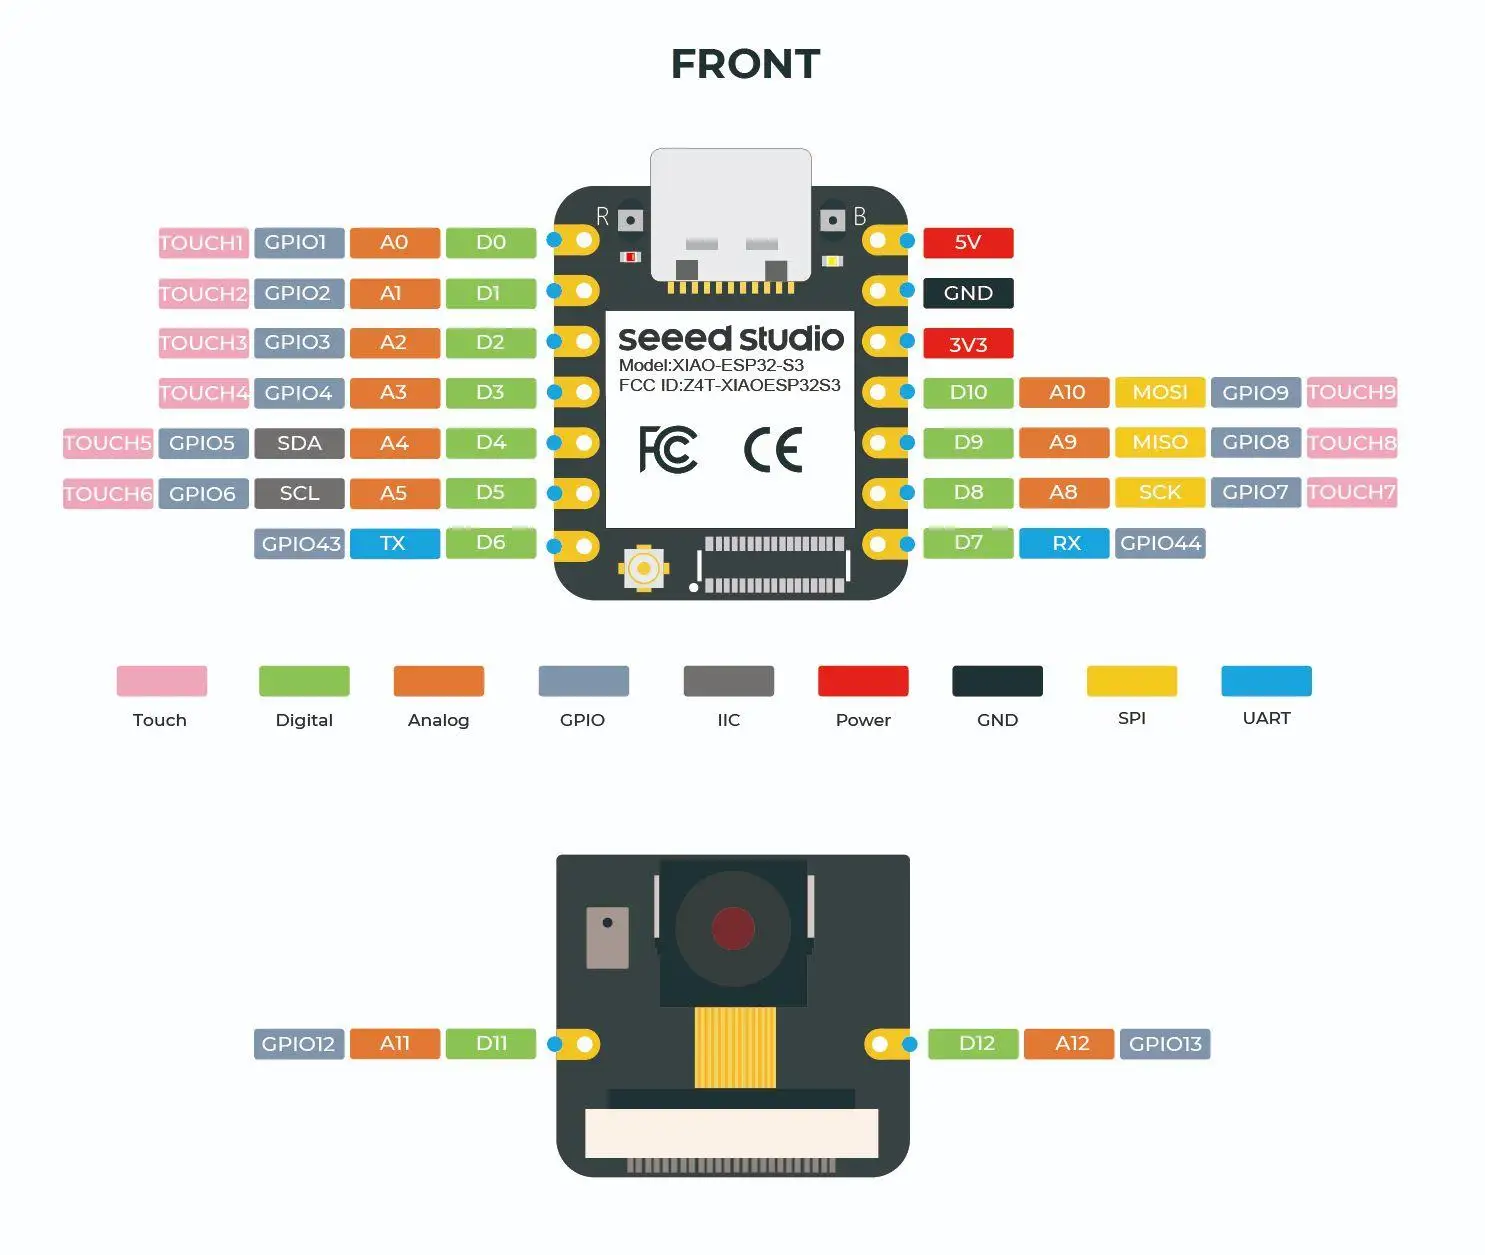 FRONT
R B
TOUCH1 GPIO1 A0 D0 5V
TOUCH2 GPIO2 A1 D1 GND
TOUCH3 GPIO3 A2 D2 3V3
TOUCH4 GPIO4 A3 D3 D10 A10 MOSI GPIO9 TOUCH9
TOUCH5 GPIO5 SDA A4 D4 D9 A9 MISO GPIO8 TOUCH8
TOUCH6 GPIO6 SCL A5 D5 D8 A8 SCK GPIO7 TOUCH7
GPIO43 TX D6 D7 RX GPIO44
seeed studio
Model:XIAO-ESP32-S3
FCC ID:Z4T-XIAOESP32S3
FC CE
Touch Digital Analog GPIO IIC Power GND SPI UART
GPIO12 A11 D11 D12 A12 GPIO13